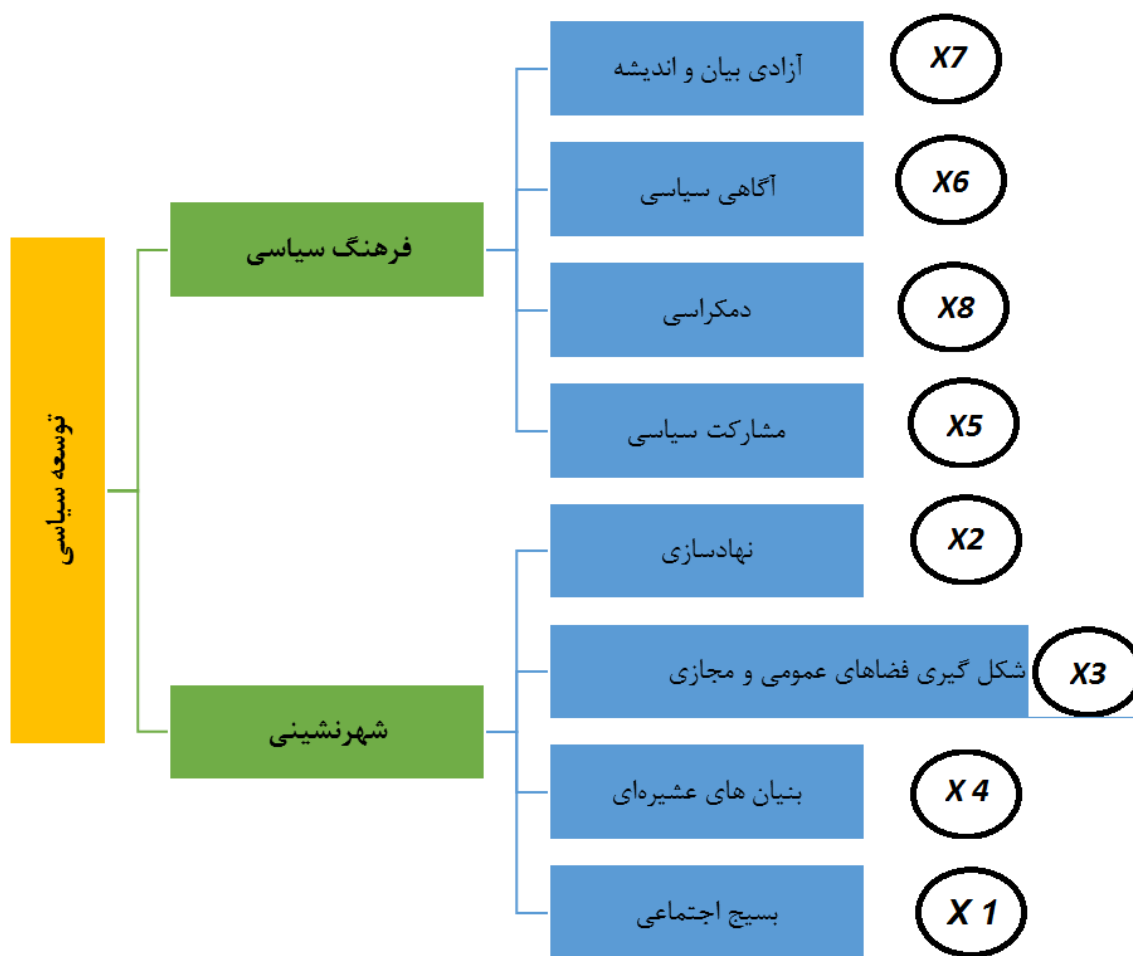 توسعه سیاسی
فرهنگ سیاسی
آزادی بیان و اندیشه
X7
آگاهی سیاسی
X6
دمکراسی
X8
مشارکت سیاسی
X5
شهرنشینی
نهادسازی
X2
شکل گیری فضاهای عمومی و مجازی
X3
بنیان های عشیره‌ای
X 4
بسیج اجتماعی
X 1